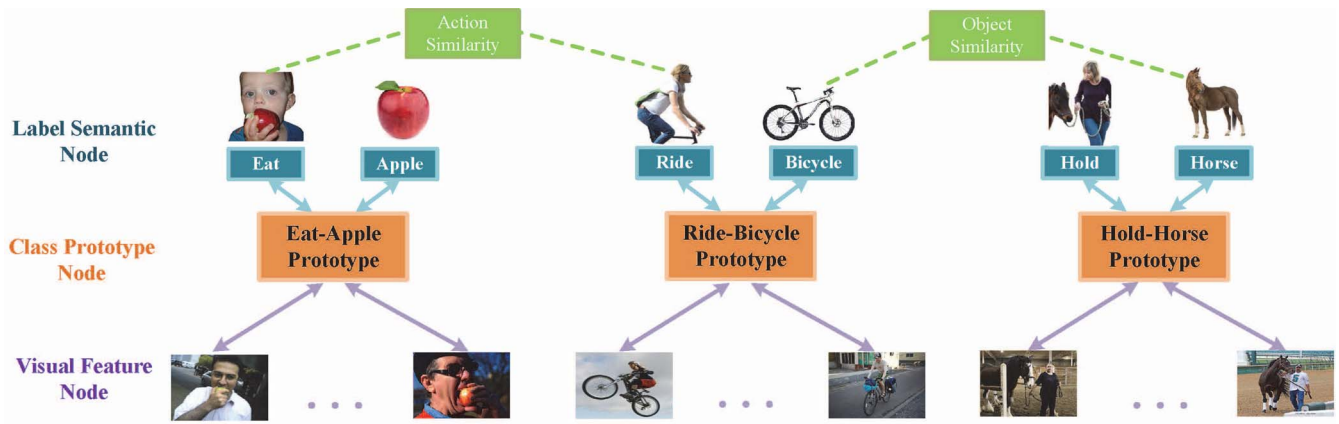 Action
Similarity
Object
Similarity
Label Semantic
Node
Eat
Apple
Ride
Bicycle
Hold
Horse
Class Prototype
Node
Eat-Apple
Prototype
Ride-Bicycle
Prototype
Hold-Horse
Prototype
Visual Feature
Node